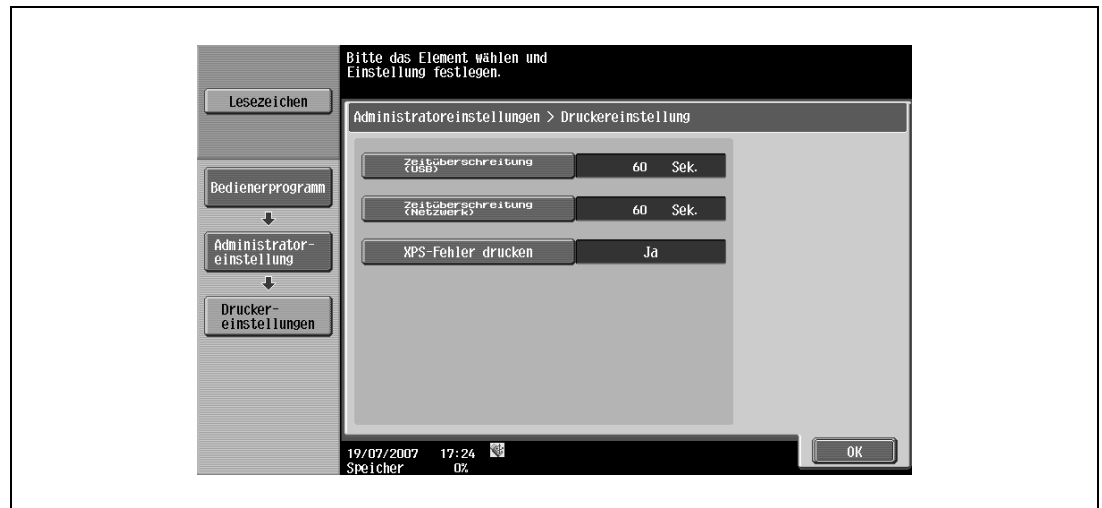 Bitte das Element wählen und
Einstellung festlegen.
Lesezeichen
Administratoreinstellungen > Druckereinstellung
Zeitüberschreitung
(USB)
60 Sek.
Bedienerprogramm
Zeitüberschreitung
(Netzwerk)
60 Sek.
Administrator-
einstellung
XPS-Fehler drucken
Ja
Drucker-
einstellungen
19/07/2007 17:24
Speicher 0%
OK